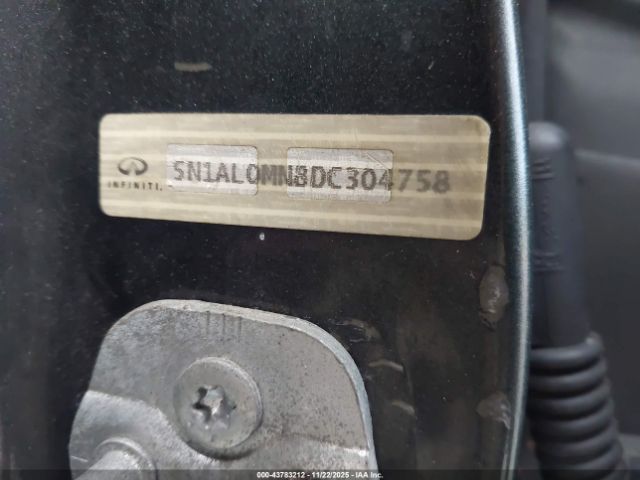 5N1AL0MN8DC304758
INFINITI.
000-43783212 - 11/22/2025 - IAA Inc.